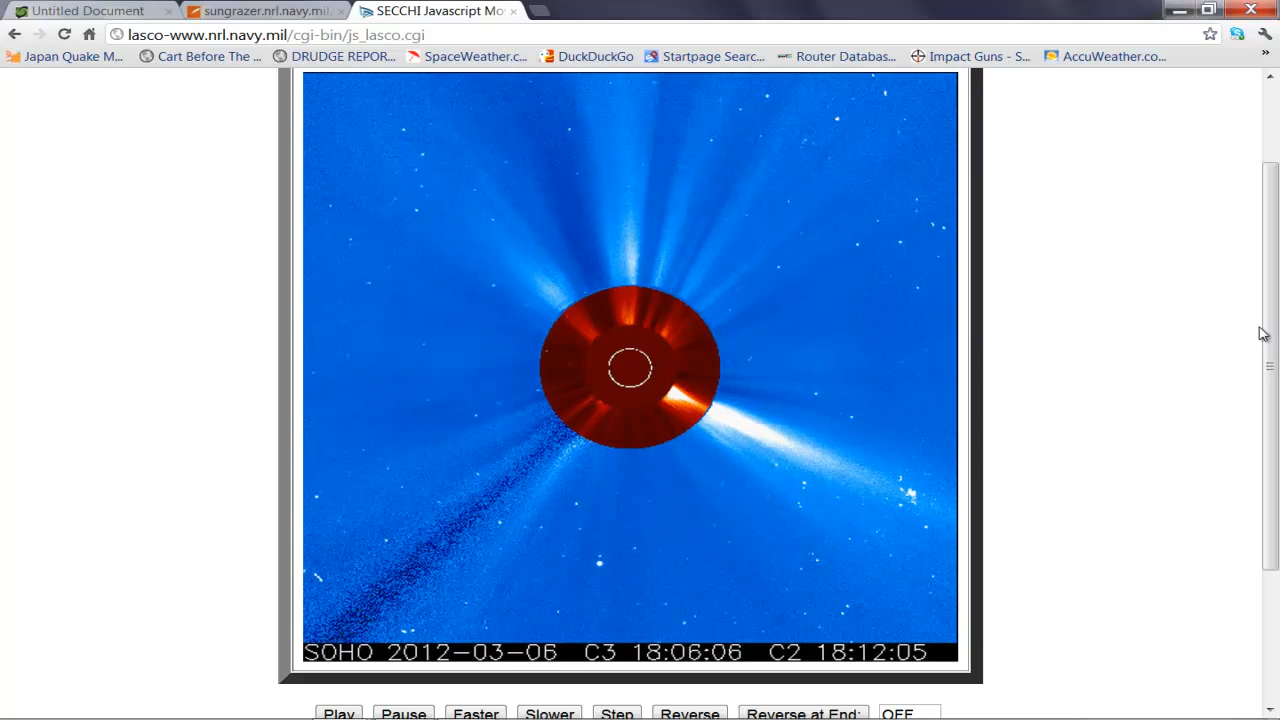 Untitled Document
sungrazer.nrl.navy.mil/
SECCHI Javascript Mo
lasco-www.nrl.navy.mil/cgi-bin/js_lasco.cgi
Japan Quake M...
Cart Before The ...
DRUDGE REPOR...
SpaceWeather.c...
DuckDuckGo
Startpage Searc...
Router Databas...
Impact Guns - S...
AccuWeather.co...
SOHO 2012-03-06 C3 18:06:06 C2 18:12:05
Play Pause Faster Slower Step Reverse Reverse at End: OFF